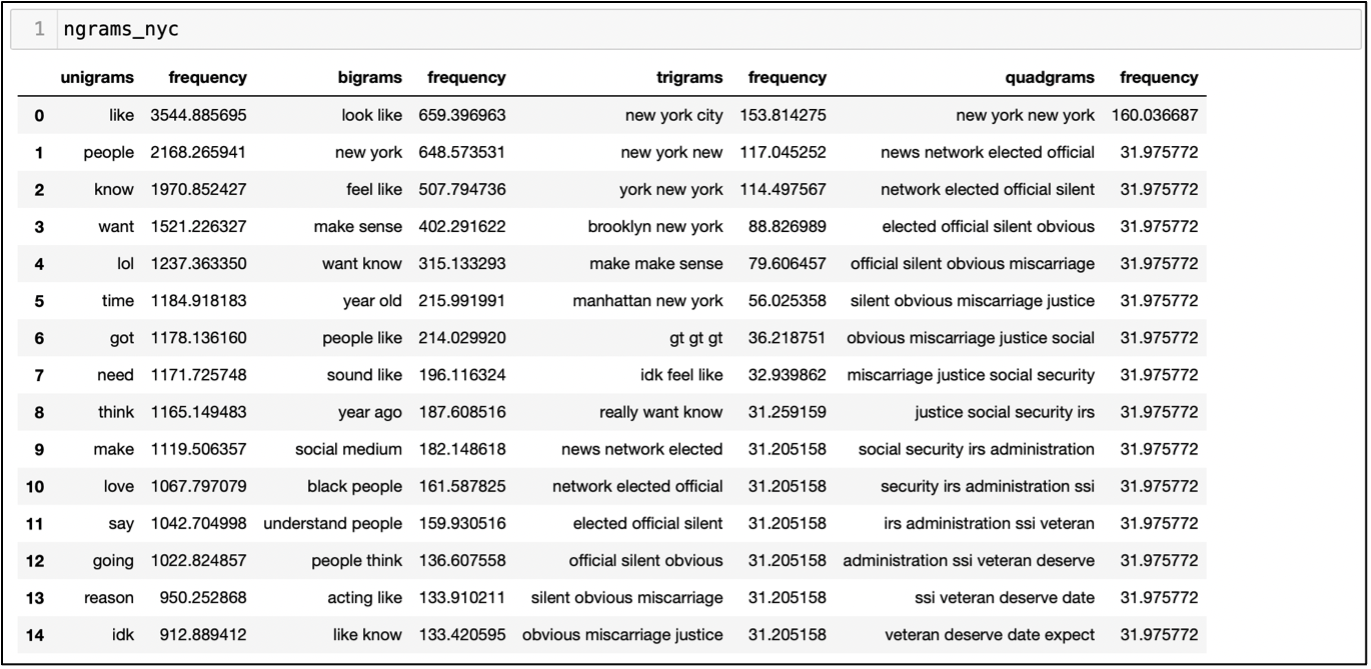 1 ngrams_nyc
unigrams frequency bigrams frequency trigrams frequency quadgrams frequency
0 like 3544.885695 look like 659.396963 new york city 153.814275 new york new york 160.036687
1 people 2168.265941 new york 648.573531 new york new 117.045252 news network elected official 31.975772
2 know 1970.852427 feel like 507.794736 york new york 114.497567 network elected official silent 31.975772
3 want 1521.226327 make sense 402.291622 brooklyn new york 88.826989 elected official silent obvious 31.975772
4 lol 1237.363350 want know 315.133293 make make sense 79.606457 official silent obvious miscarriage 31.975772
5 time 1184.918183 year old 215.991991 manhattan new york 56.025358 silent obvious miscarriage justice 31.975772
6 got 1178.136160 people like 214.029920 gt gt gt 36.218751 obvious miscarriage justice social 31.975772
7 need 1171.725748 sound like 196.116324 idk feel like 32.939862 miscarriage justice social security 31.975772
8 think 1165.149483 year ago 187.608516 really want know 31.259159 justice social security irs 31.975772
9 make 1119.506357 social medium 182.148618 news network elected 31.205158 social security irs administration 31.975772
10 love 1067.797079 black people 161.587825 network elected official 31.205158 security irs administration ssi 31.975772
11 say 1042.704998 understand people 159.930516 elected official silent 31.205158 irs administration ssi veteran 31.975772
12 going 1022.824857 people think 136.607558 official silent obvious 31.205158 administration ssi veteran deserve 31.975772
13 reason 950.252868 acting like 133.910211 silent obvious miscarriage 31.205158 ssi veteran deserve date 31.975772
14 idk 912.889412 like know 133.420595 obvious miscarriage justice 31.205158 veteran deserve date expect 31.975772